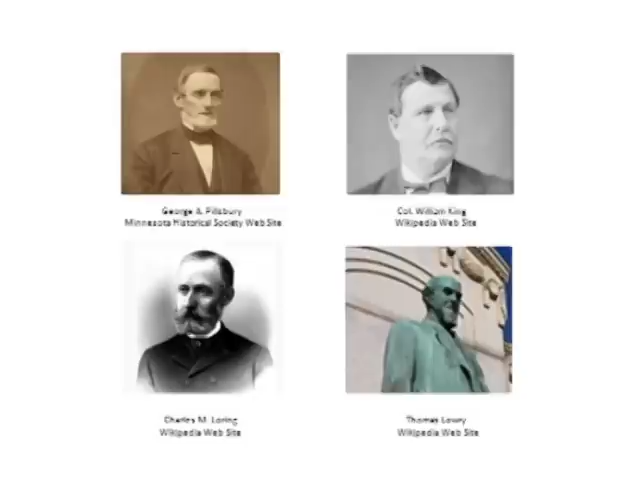 George A. Pillsbury
Minnesota Historical Society Web Site
Col. William King
Wikipedia Web Site
Charles M. Loring
Wikipedia Web Site
Thomas Lowry
Wikipedia Web Site